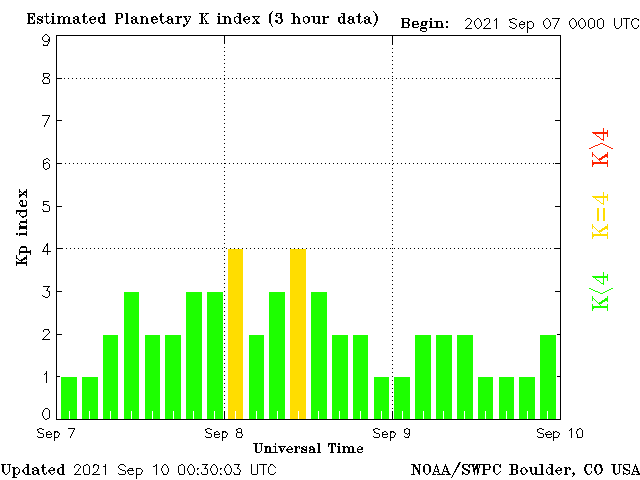 Estimated Planetary K index (3 hour data)
Begin: 2021 Sep 07 0000 UTC
9
8
7
6
5
4
3
2
1
0
Kp index
K>4
K=4
K<4
Sep 7
Sep 8
Sep 9
Sep 10
Universal Time
Updated 2021 Sep 10 00:30:03 UTC
NOAA/SWPC Boulder, CO USA